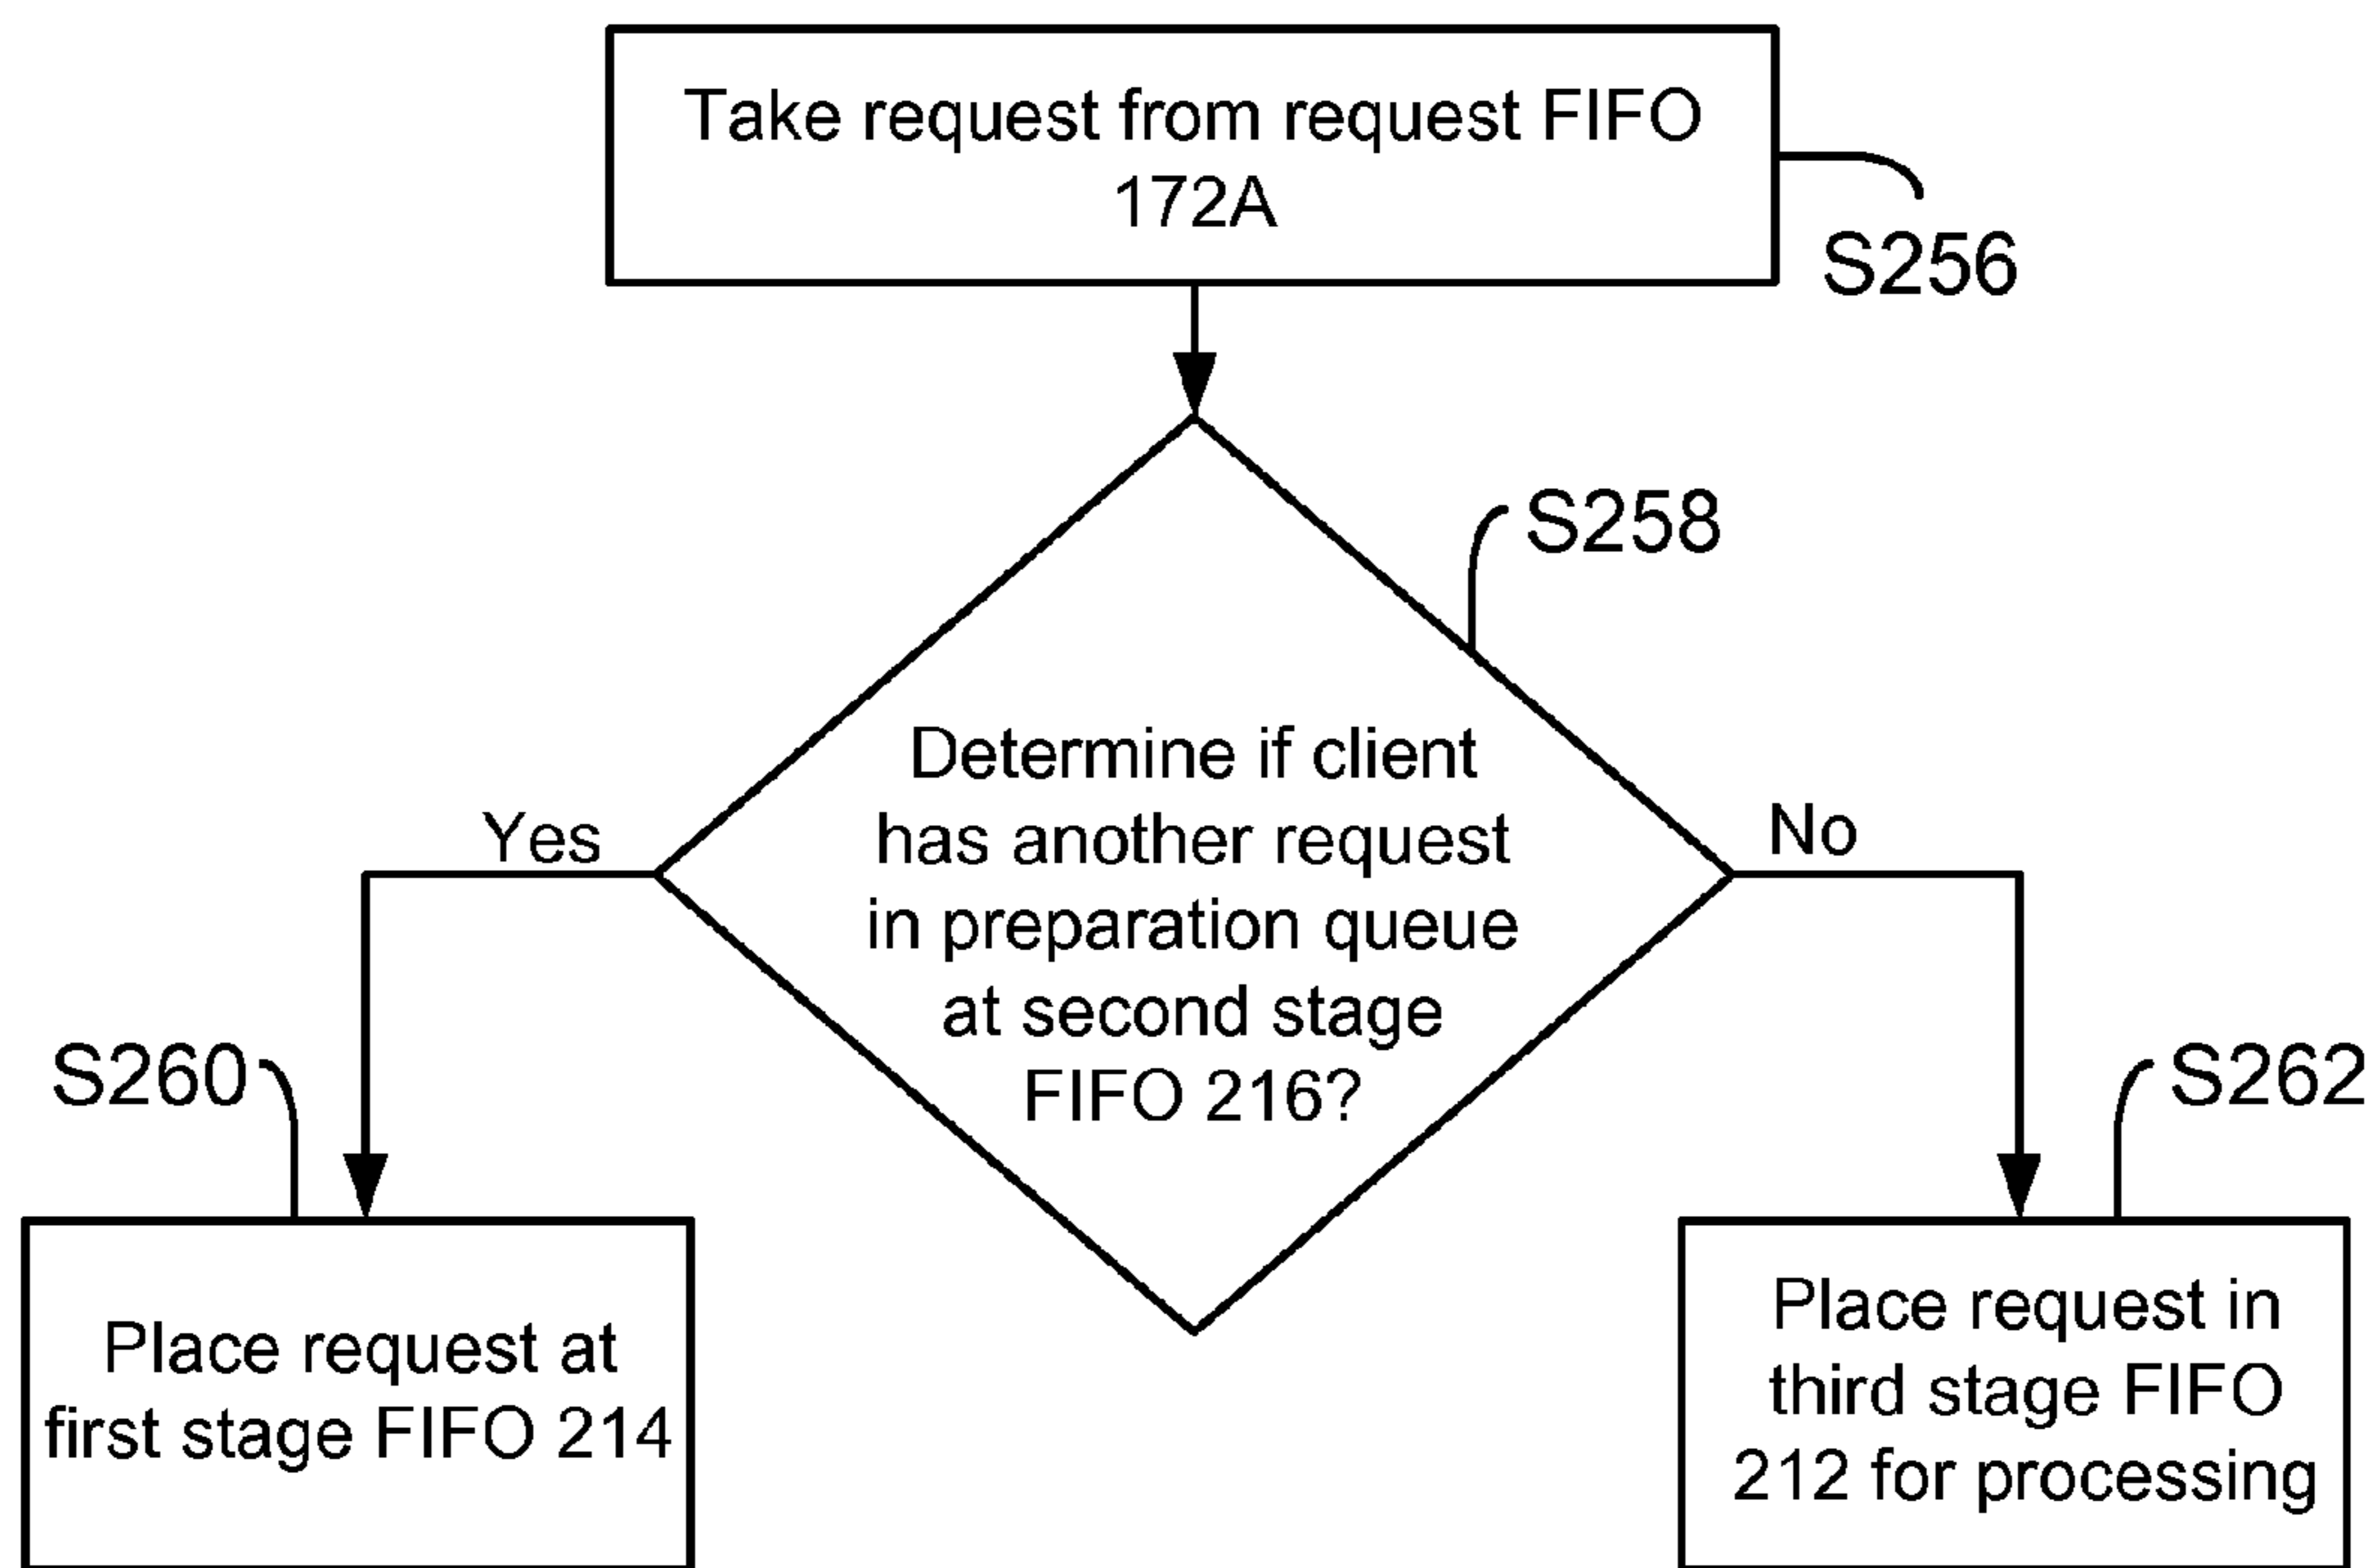 Take request from request FIFO
172A
S256
S258
Determine if client
has another request
in preparation queue
at second stage
FIFO 216?
Yes
No
S260
S262
Place request at
first stage FIFO 214
Place request in
third stage FIFO
212 for processing